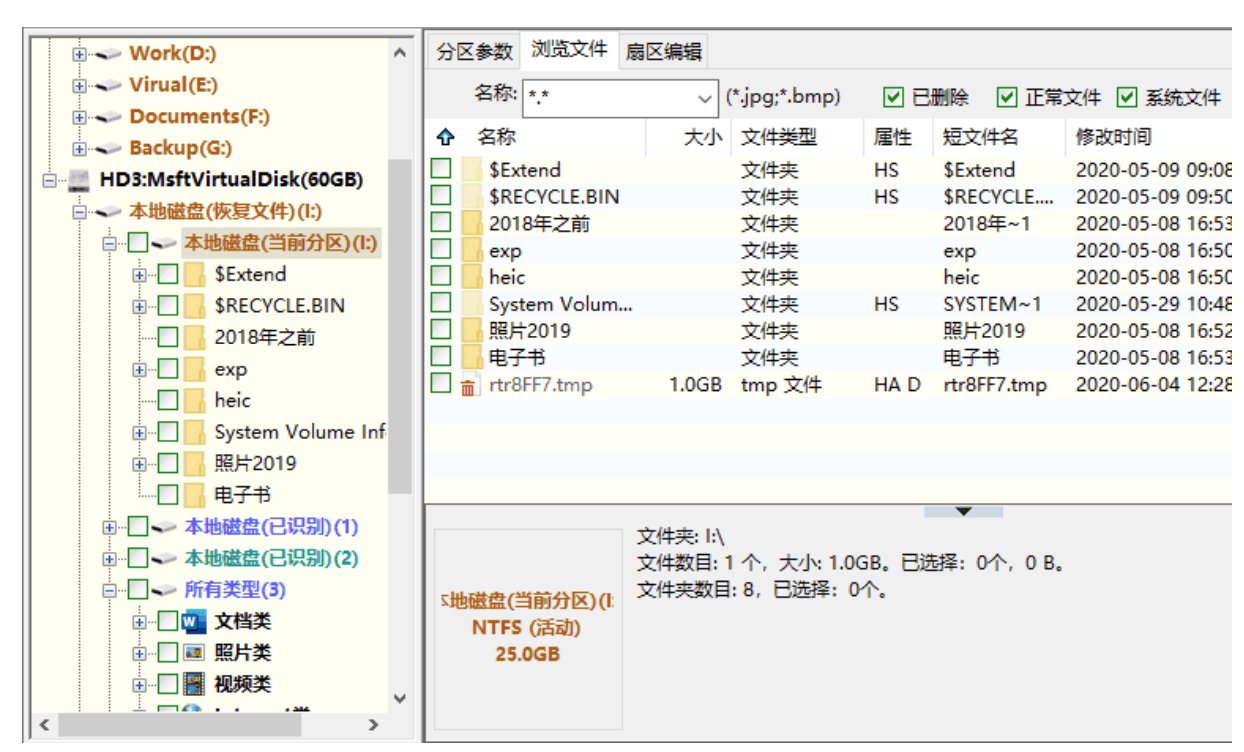 Work(D:)
Virual(E:)
Documents(F:)
Backup(G:)
HD3:MsftVirtualDisk(60GB)
本地磁盘(恢复文件)(I:)
本地磁盘(当前分区)(I:)
$Extend
$RECYCLE.BIN
2018年之前
exp
heic
System Volume Inf
照片2019
电子书
本地磁盘(已识别)(1)
本地磁盘(已识别)(2)
所有类型(3)
文档类
照片类
视频类
分区参数 浏览文件 扇区编辑
名称: *.* (*.jpg;*.bmp) 已删除 正常文件 系统文件
名称 大小 文件类型 属性 短文件名 修改时间
$Extend 文件夹 HS $Extend 2020-05-09 09:08
$RECYCLE.BIN 文件夹 HS $RECYCLE.... 2020-05-09 09:50
2018年之前 文件夹 2018年~1 2020-05-08 16:53
exp 文件夹 exp 2020-05-08 16:50
heic 文件夹 heic 2020-05-08 16:50
System Volum... 文件夹 HS SYSTEM~1 2020-05-29 10:48
照片2019 文件夹 照片2019 2020-05-08 16:52
电子书 文件夹 电子书 2020-05-08 16:53
rtr8FF7.tmp 1.0GB tmp 文件 HA D rtr8FF7.tmp 2020-06-04 12:28
地磁盘(当前分区)(I:
NTFS (活动)
25.0GB
文件夹: I:\
文件数目: 1 个，大小: 1.0GB。已选择：0个，0 B。
文件夹数目: 8，已选择：0个。